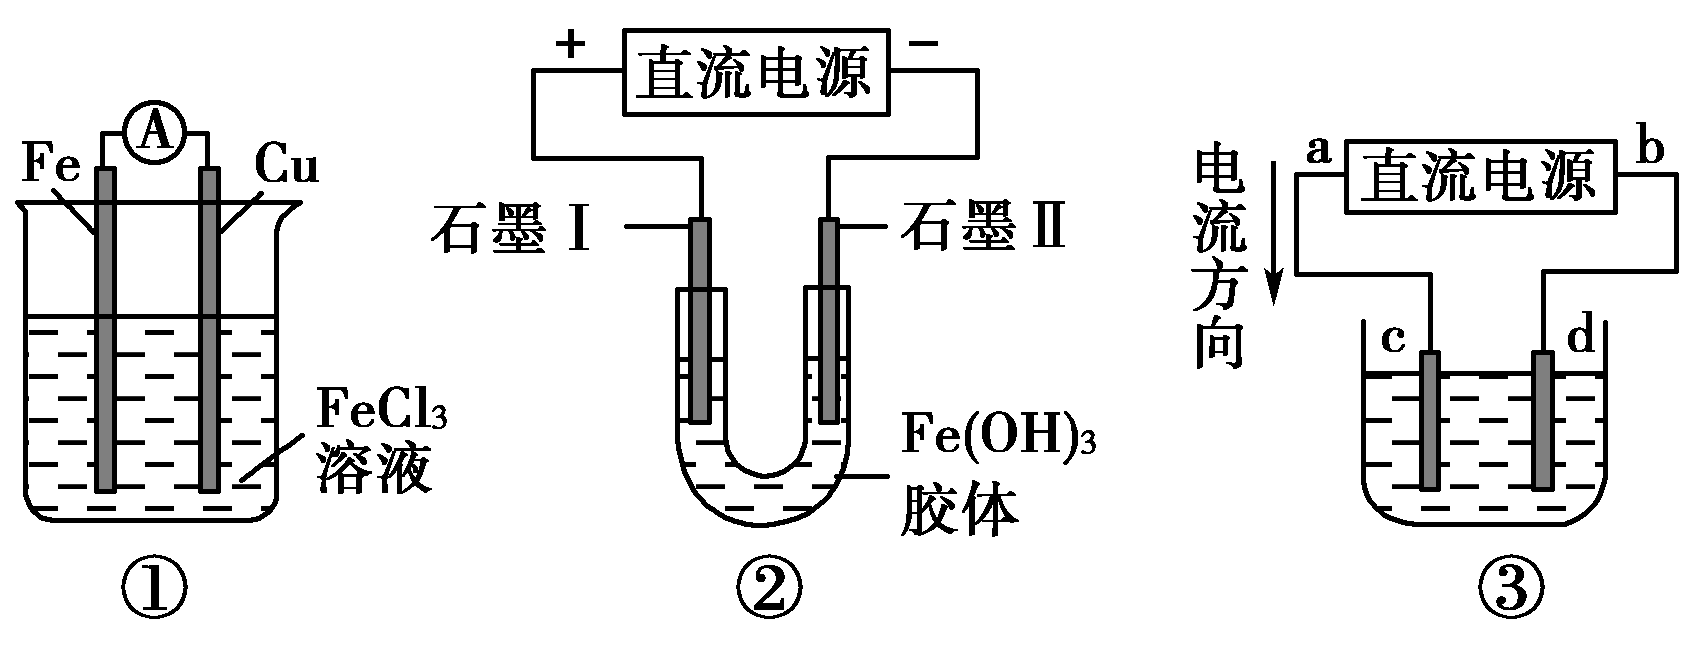 Fe
A
Cu
FeCl₃
溶液
①
+
直流电源
−
石墨Ⅰ
石墨Ⅱ
Fe(OH)₃
胶体
②
电流方向
a
直流电源
b
c
d
③